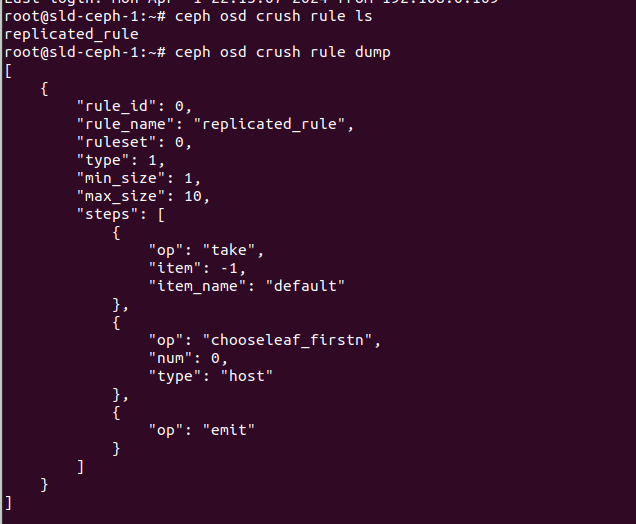 Last login: Mon Apr  1 22:15:07 2024 from 192.168.0.109
root@sld-ceph-1:~# ceph osd crush rule ls
replicated_rule
root@sld-ceph-1:~# ceph osd crush rule dump
[
    {
        "rule_id": 0,
        "rule_name": "replicated_rule",
        "ruleset": 0,
        "type": 1,
        "min_size": 1,
        "max_size": 10,
        "steps": [
            {
                "op": "take",
                "item": -1,
                "item_name": "default"
            },
            {
                "op": "chooseleaf_firstn",
                "num": 0,
                "type": "host"
            },
            {
                "op": "emit"
            }
        ]
    }
]